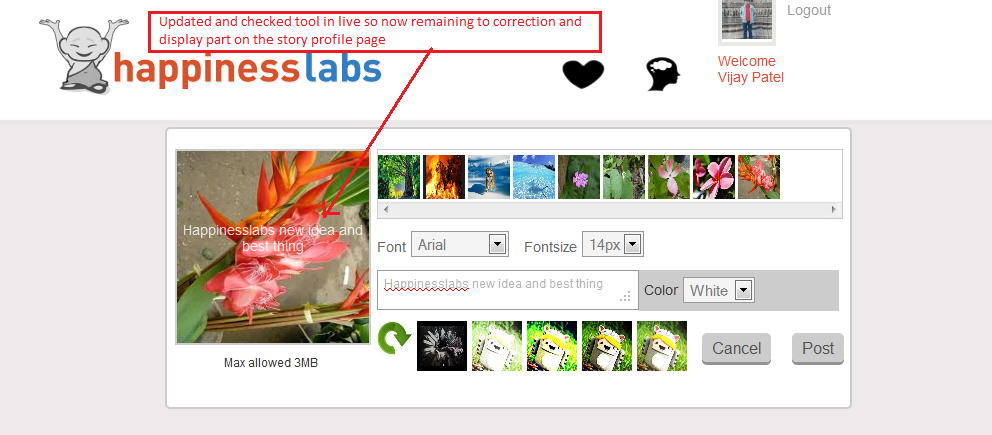 Updated and checked tool in live so now remaining to correction and
display part on the story profile page
Logout
happiness labs
Welcome
Vijay Patel
Happinesslabs new idea and
best thing
Font Arial Fontsize 14px
Happinesslabs new idea and best thing Color White
Max allowed 3MB
Cancel Post